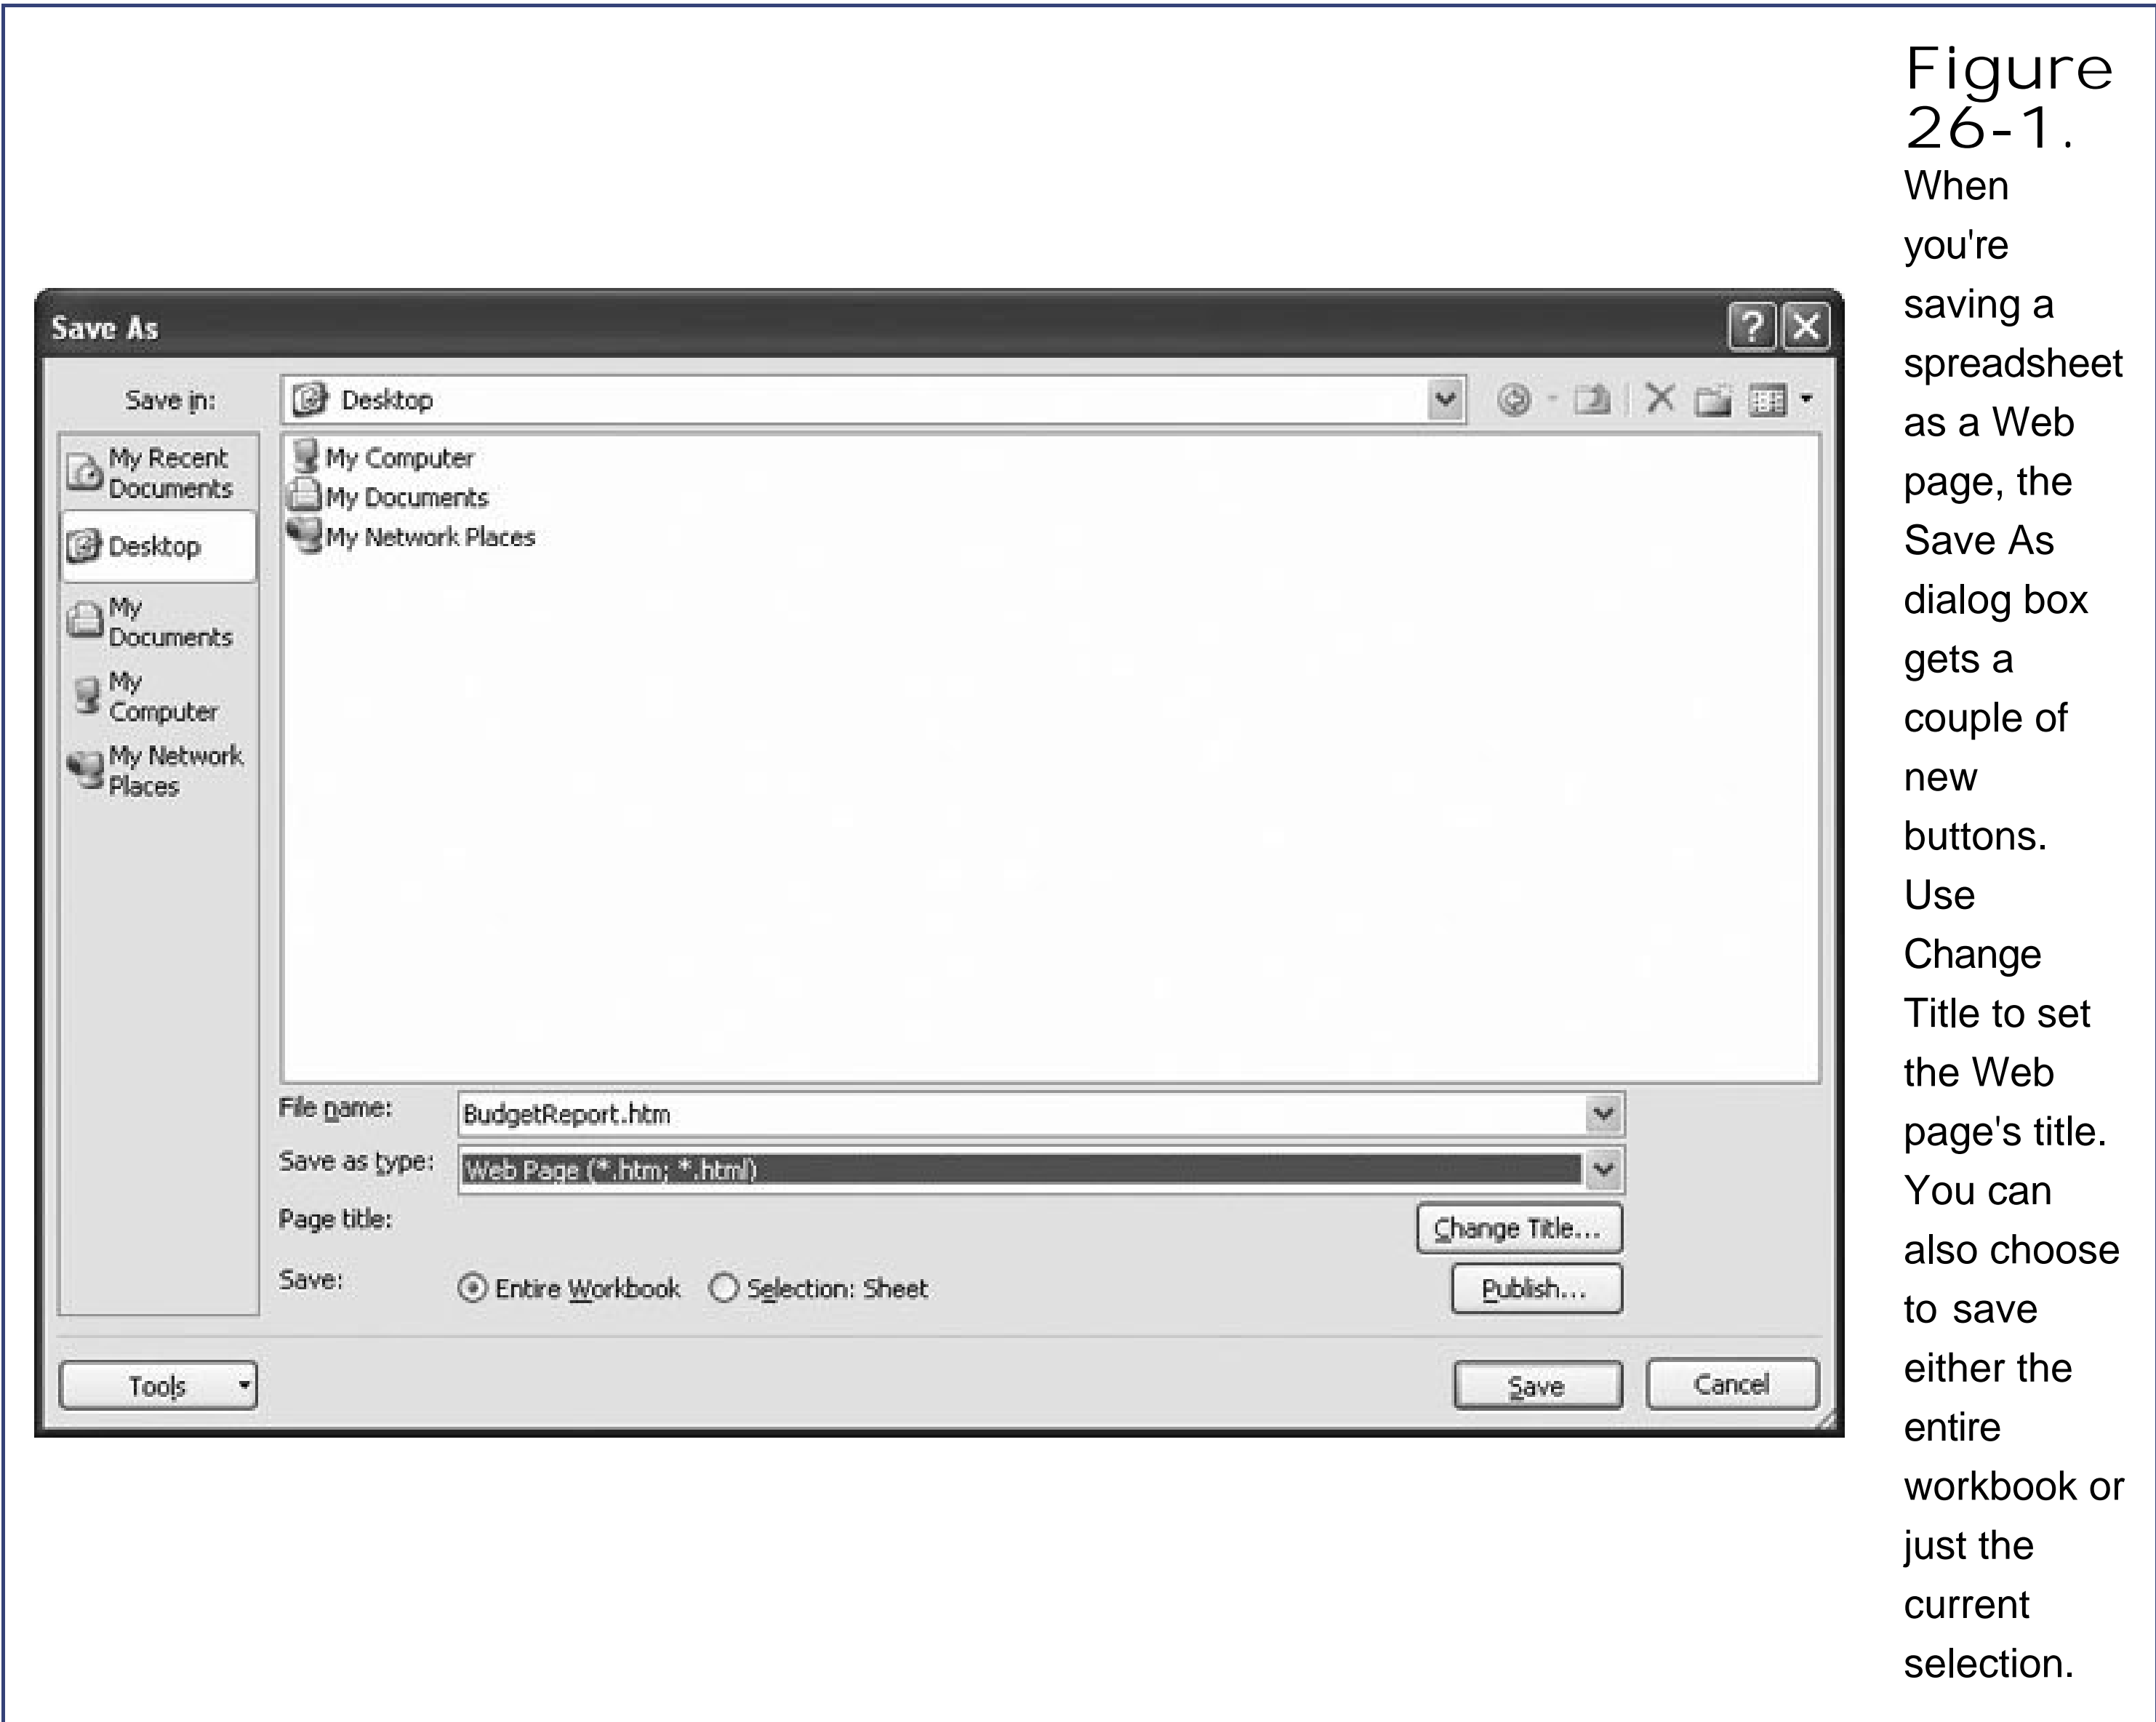 Figure
26-1.
When
you're
saving a
spreadsheet
as a Web
page, the
Save As
dialog box
gets a
couple of
new
buttons.
Use
Change
Title to set
the Web
page's title.
You can
also choose
to save
either the
entire
workbook or
just the
current
selection.
Save As
Save in:
Desktop
My Recent
Documents
Desktop
My
Documents
My
Computer
My Network
Places
My Computer
My Documents
My Network Places
File name:
BudgetReport.htm
Save as type:
Web Page (*.htm; *.html)
Page title:
Change Title...
Save:
Entire Workbook
Selection: Sheet
Publish...
Tools
Save
Cancel